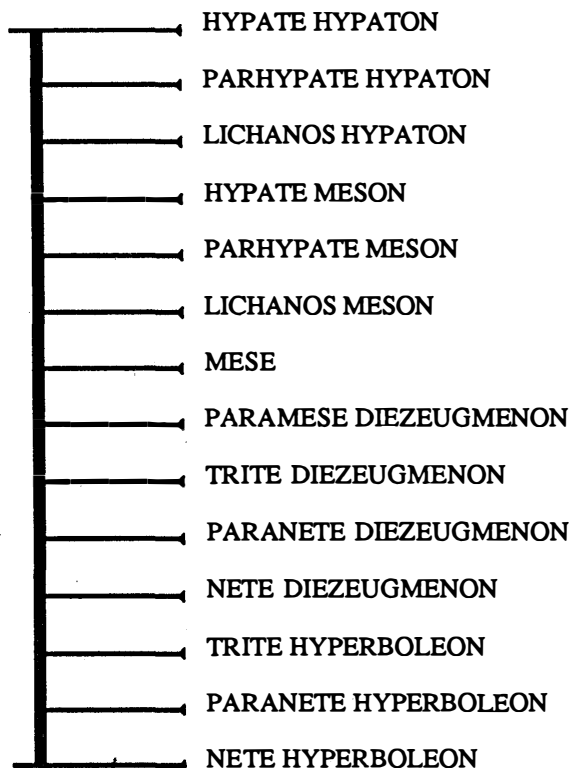 HYPATE HYPATON
PARHYPATE HYPATON
LICHANOS HYPATON
HYPATE MESON
PARHYPATE MESON
LICHANOS MESON
MESE
PARAMESE DIEZEUGMENON
TRITE DIEZEUGMENON
PARANETE DIEZEUGMENON
NETE DIEZEUGMENON
TRITE HYPERBOLEON
PARANETE HYPERBOLEON
NETE HYPERBOLEON